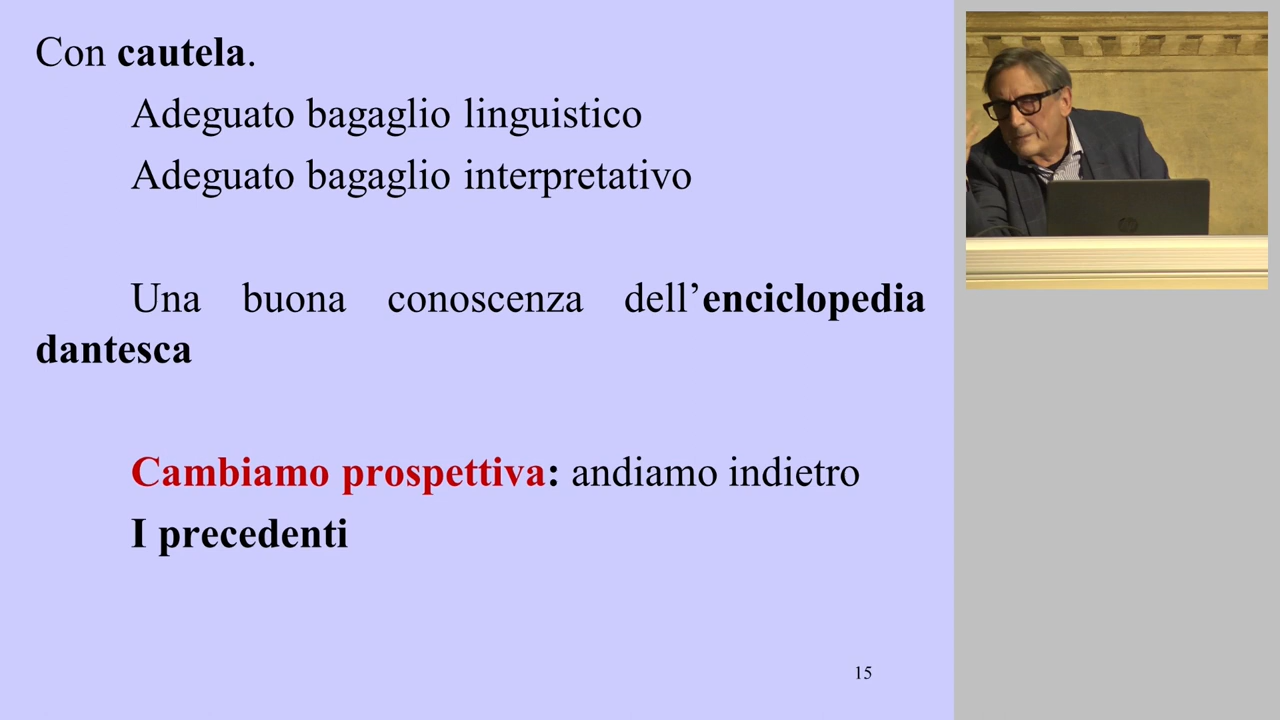 Con cautela.
Adeguato bagaglio linguistico
Adeguato bagaglio interpretativo
Una buona conoscenza dell’enciclopedia
dantesca
Cambiamo prospettiva: andiamo indietro
I precedenti
15